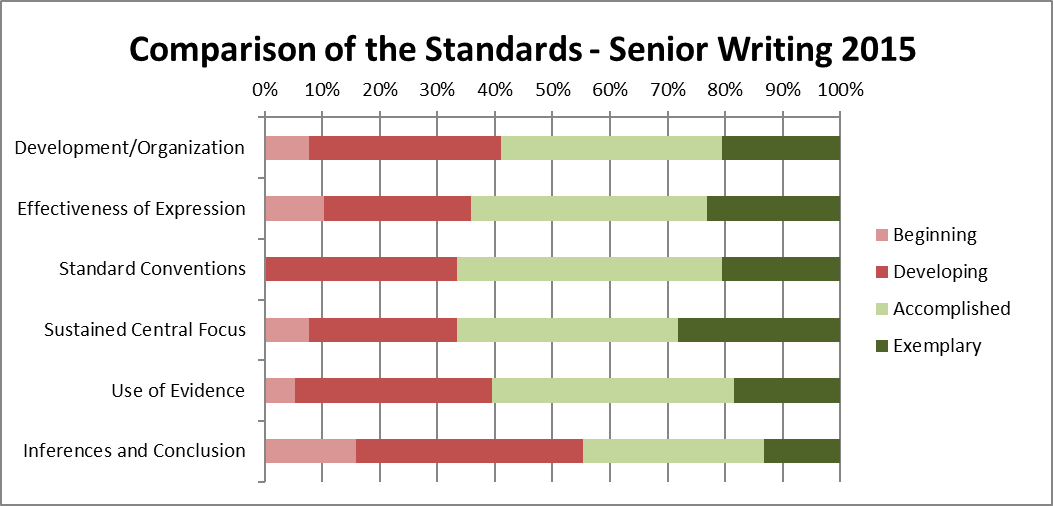 Comparison of the Standards - Senior Writing 2015
0% 10% 20% 30% 40% 50% 60% 70% 80% 90% 100%
Development/Organization
Effectiveness of Expression
Standard Conventions
Sustained Central Focus
Use of Evidence
Inferences and Conclusion
Beginning
Developing
Accomplished
Exemplary